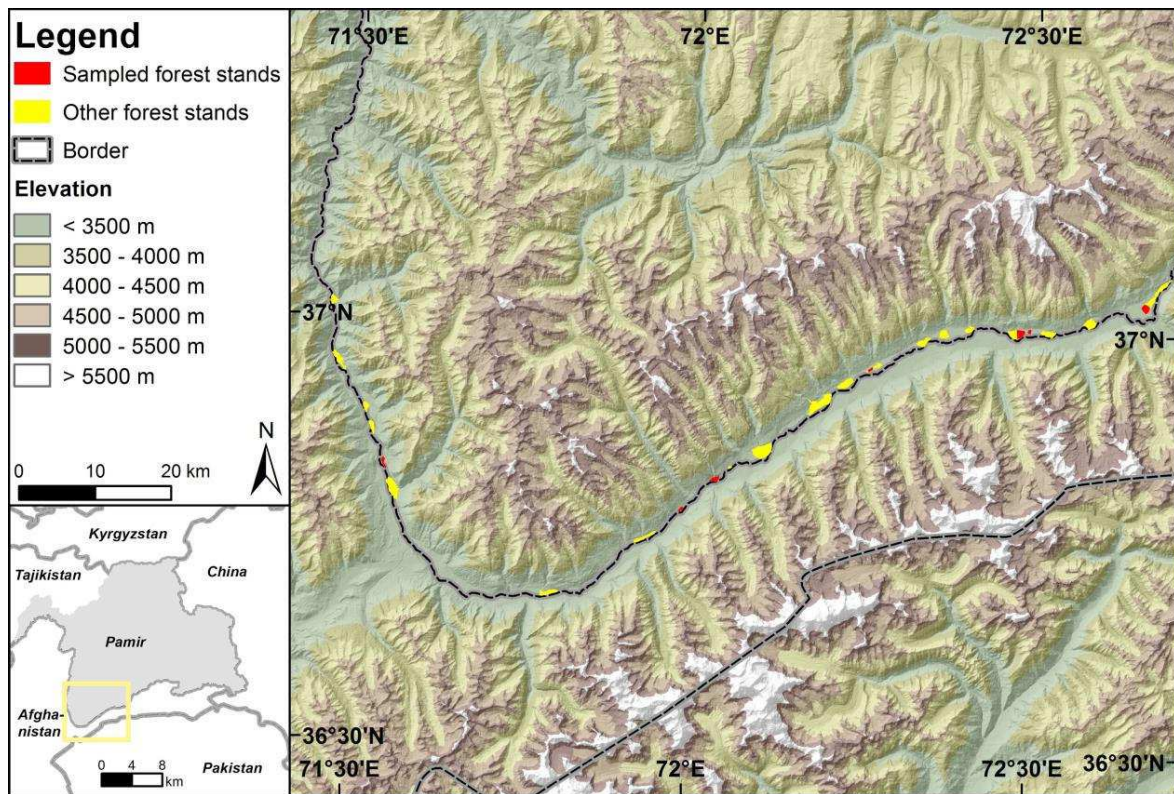 Legend
Sampled forest stands
Other forest stands
Border
Elevation
< 3500 m
3500 - 4000 m
4000 - 4500 m
4500 - 5000 m
5000 - 5500 m
> 5500 m
N
0 10 20 km
Kyrgyzstan
Tajikistan
China
Pamir
Afgha-
nistan
0 4 8
km
Pakistan
71°30'E 72°E 72°30'E
37°N
37°N
36°30'N
36°30'N
71°30'E 72°E 72°30'E